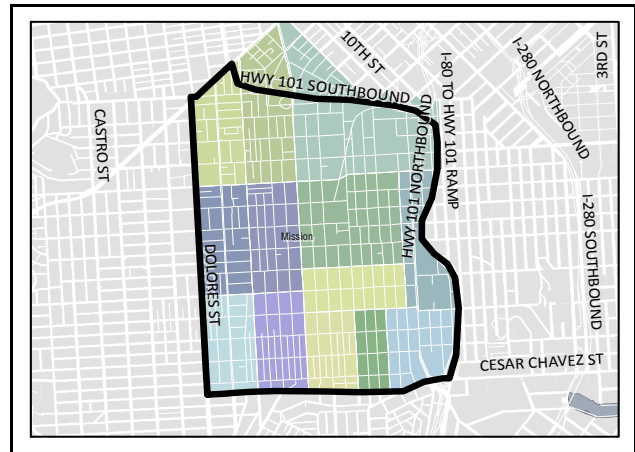 10TH ST
3RD ST
I-280 NORTHBOUND
I-80 TO HWY 101 RAMP
HWY 101 SOUTHBOUND
CASTRO ST
HWY 101 NORTHBOUND
I-280 SOUTHBOUND
Mission
DOLORES ST
CESAR CHAVEZ ST